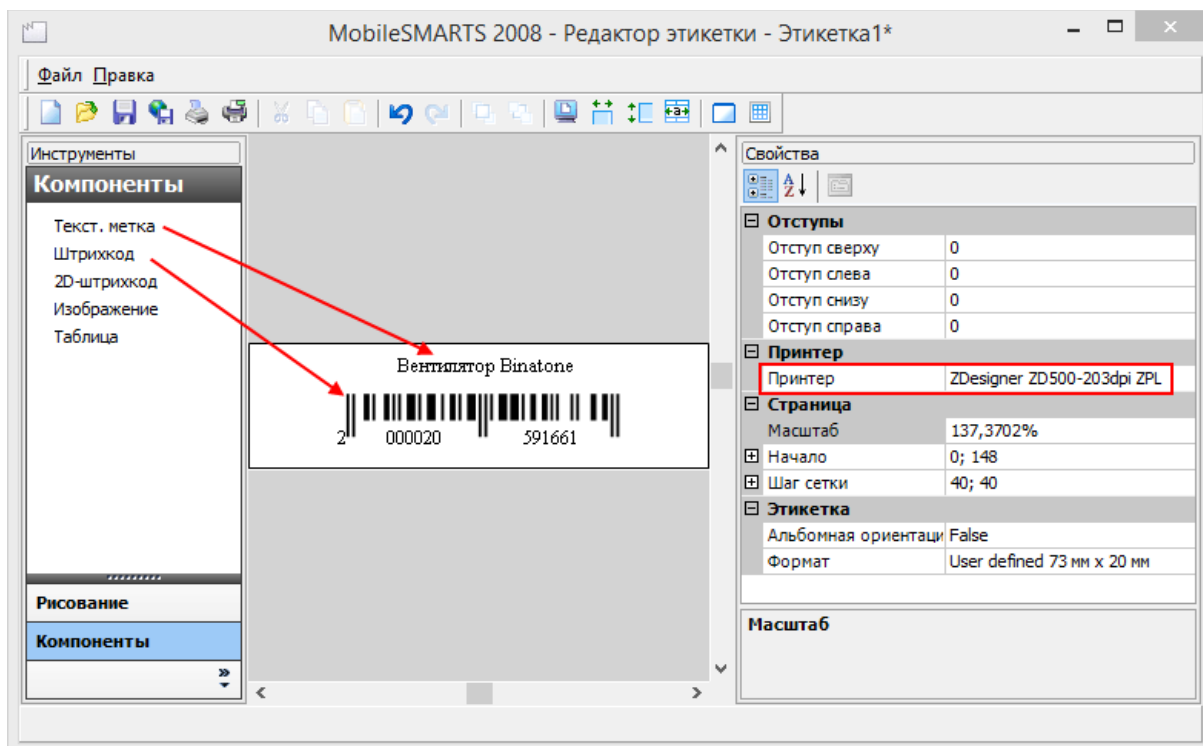 MobileSMARTS 2008 - Редактор этикетки - Этикетка1*
Файл Правка
Инструменты
Компоненты
Текст. метка
Штрихкод
2D-штрихкод
Изображение
Таблица
Рисование
Компоненты
Вентилятор Binatone
2 000020 591661
Свойства
Отступы
Отступ сверху 0
Отступ слева 0
Отступ снизу 0
Отступ справа 0
Принтер
Принтер ZDesigner ZD500-203dpi ZPL
Страница
Масштаб 137,3702%
Начало 0; 148
Шаг сетки 40; 40
Этикетка
Альбомная ориентаци False
Формат User defined 73 мм x 20 мм
Масштаб